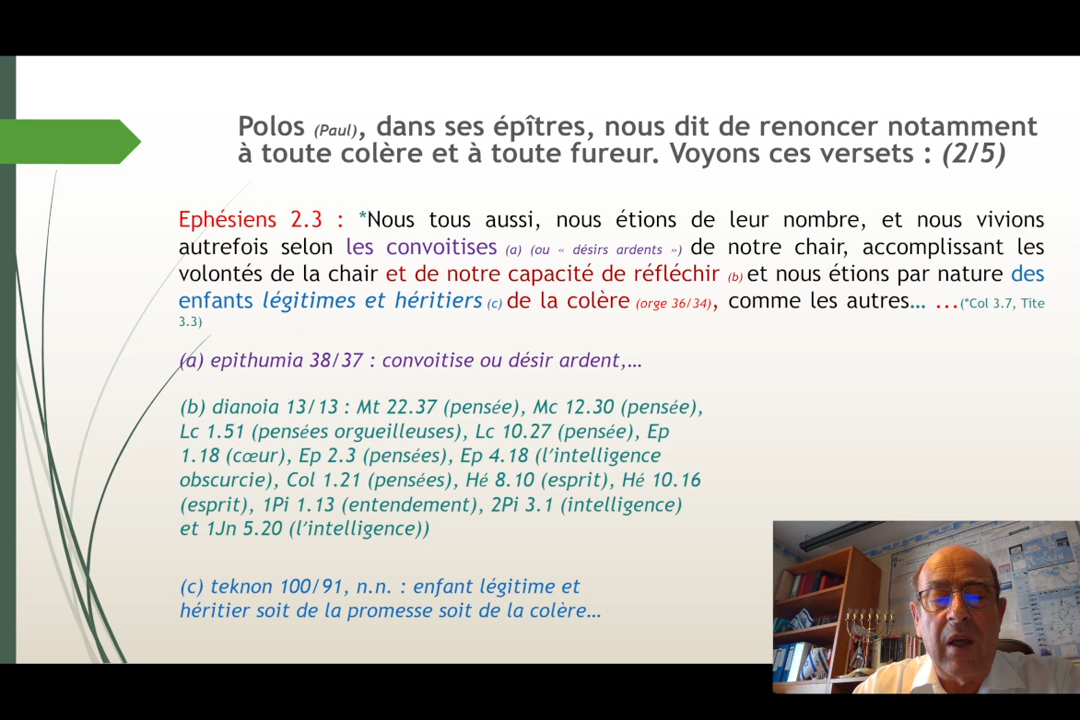 Polos (Paul), dans ses épîtres, nous dit de renoncer notamment
à toute colère et à toute fureur. Voyons ces versets : (2/5)
Ephésiens 2.3 : *Nous tous aussi, nous étions de leur nombre, et nous vivions
autrefois selon les convoitises (a) (ou « désirs ardents ») de notre chair, accomplissant les
volontés de la chair et de notre capacité de réfléchir (b) et nous étions par nature des
enfants légitimes et héritiers (c) de la colère (orge 36/34), comme les autres… ...(*Col 3.7, Tite
3.3)
(a) epithumia 38/37 : convoitise ou désir ardent,…
(b) dianoia 13/13 : Mt 22.37 (pensée), Mc 12.30 (pensée),
Lc 1.51 (pensées orgueilleuses), Lc 10.27 (pensée), Ep
1.18 (cœur), Ep 2.3 (pensées), Ep 4.18 (l’intelligence
obscurcie), Col 1.21 (pensées), Hé 8.10 (esprit), Hé 10.16
(esprit), 1Pi 1.13 (entendement), 2Pi 3.1 (intelligence)
et 1Jn 5.20 (l’intelligence))
(c) teknon 100/91, n.n. : enfant légitime et
héritier soit de la promesse soit de la colère…